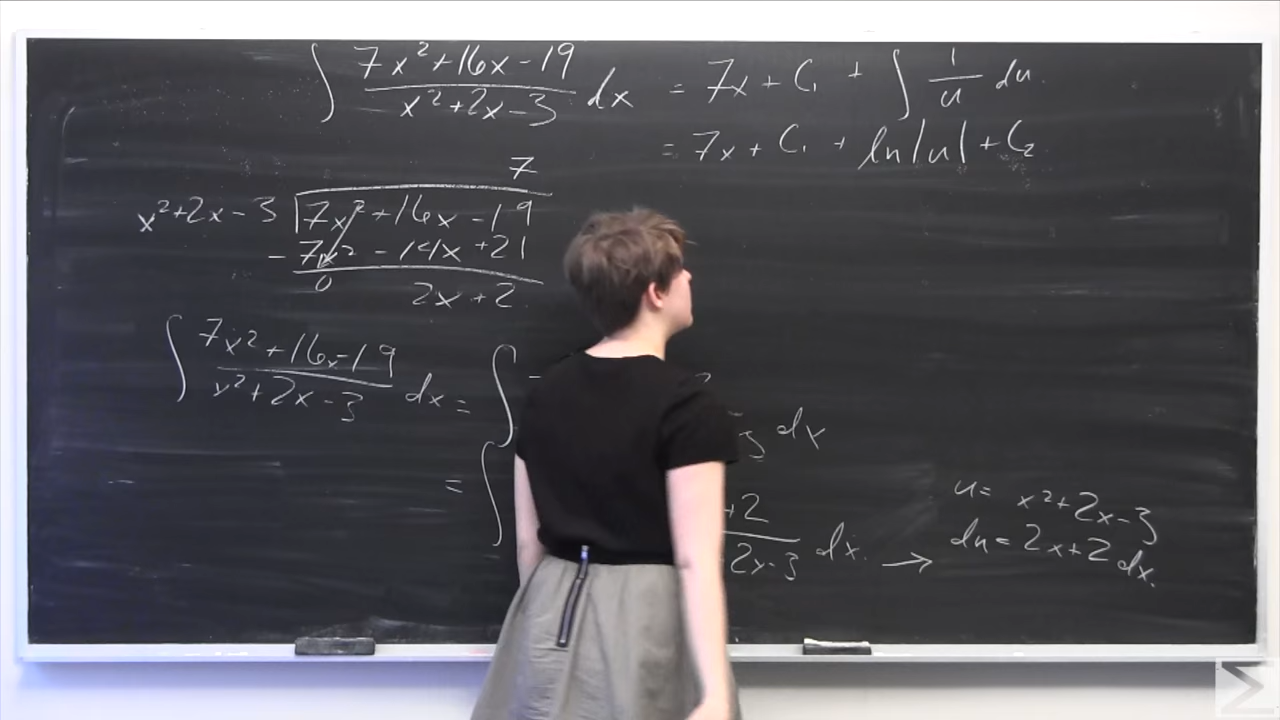 ∫ (7x²+16x-19)/(x²+2x-3) dx = 7x + C₁ + ∫ 1/u du
= 7x + C₁ + ln|u| + C₂
7
x²+2x-3 7x²+16x-19
-7x²-14x+21
0 2x+2
∫ (7x²+16x-19)/(x²+2x-3) dx = ∫ dx
= ∫ +2 / 2x-3 dx → u= x²+2x-3
du= 2x+2 dx.
Σ